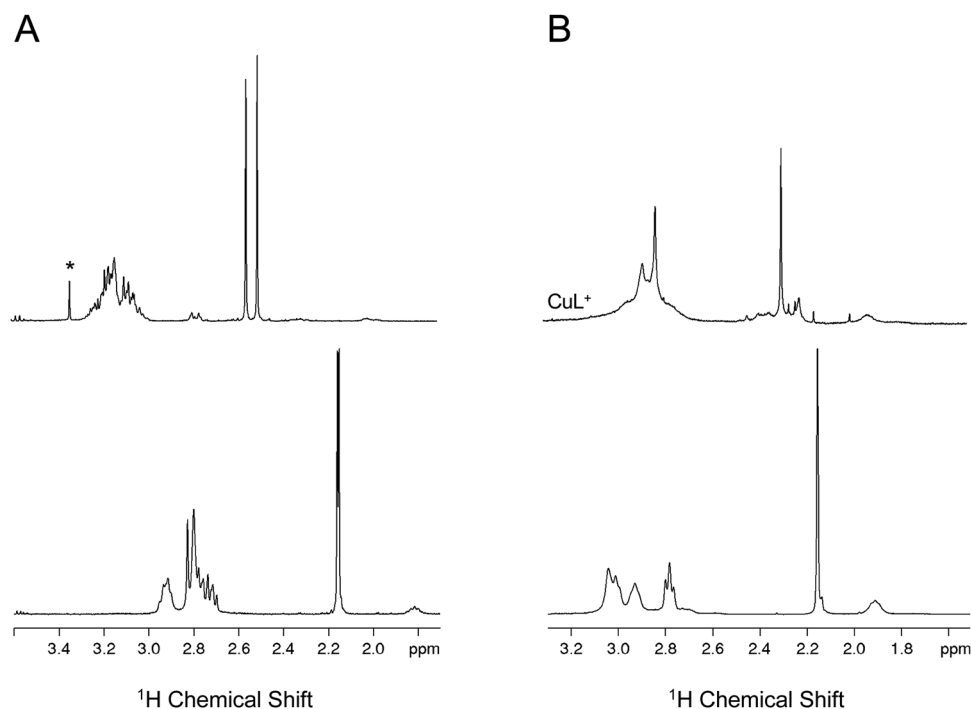 A
B
*
CuL⁺
3.4 3.2 3.0 2.8 2.6 2.4 2.2 2.0 ppm
3.2 3.0 2.8 2.6 2.4 2.2 2.0 1.8 ppm
¹H Chemical Shift
¹H Chemical Shift